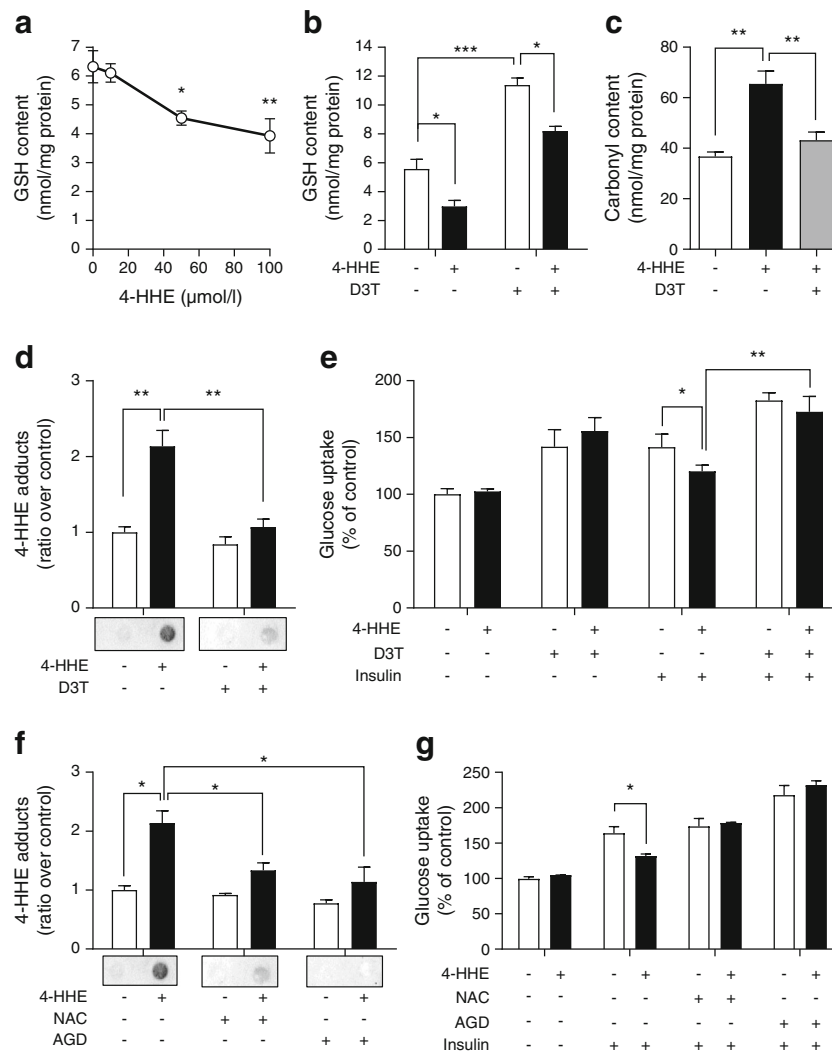 a
GSH content
(nmol/mg protein)
7
6
5
4
3
2
1
0
*
**
0 20 40 60 80 100
4-HHE (µmol/l)
b
GSH content
(nmol/mg protein)
14
12
10
8
6
4
2
0
***
*
*
4-HHE - + - +
D3T - - + +
c
Carbonyl content
(nmol/mg protein)
80
60
40
20
0
** **
4-HHE - + +
D3T - - +
d
4-HHE adducts
(ratio over control)
3
2
1
0
** **
4-HHE - + - +
D3T - - + +
e
Glucose uptake
(% of control)
200
150
100
50
0
**
*
4-HHE - + - + - + - +
D3T - - + + - - + +
Insulin - - - - + + + +
f
4-HHE adducts
(ratio over control)
3
2
1
0
*
* *
4-HHE - + - + - +
NAC - - + + - -
AGD - - - - + +
g
Glucose uptake
(% of control)
250
200
150
100
50
0
*
4-HHE - + - + - + - +
NAC - - - - + + - -
AGD - - - - - - + +
Insulin - - + + + + + +